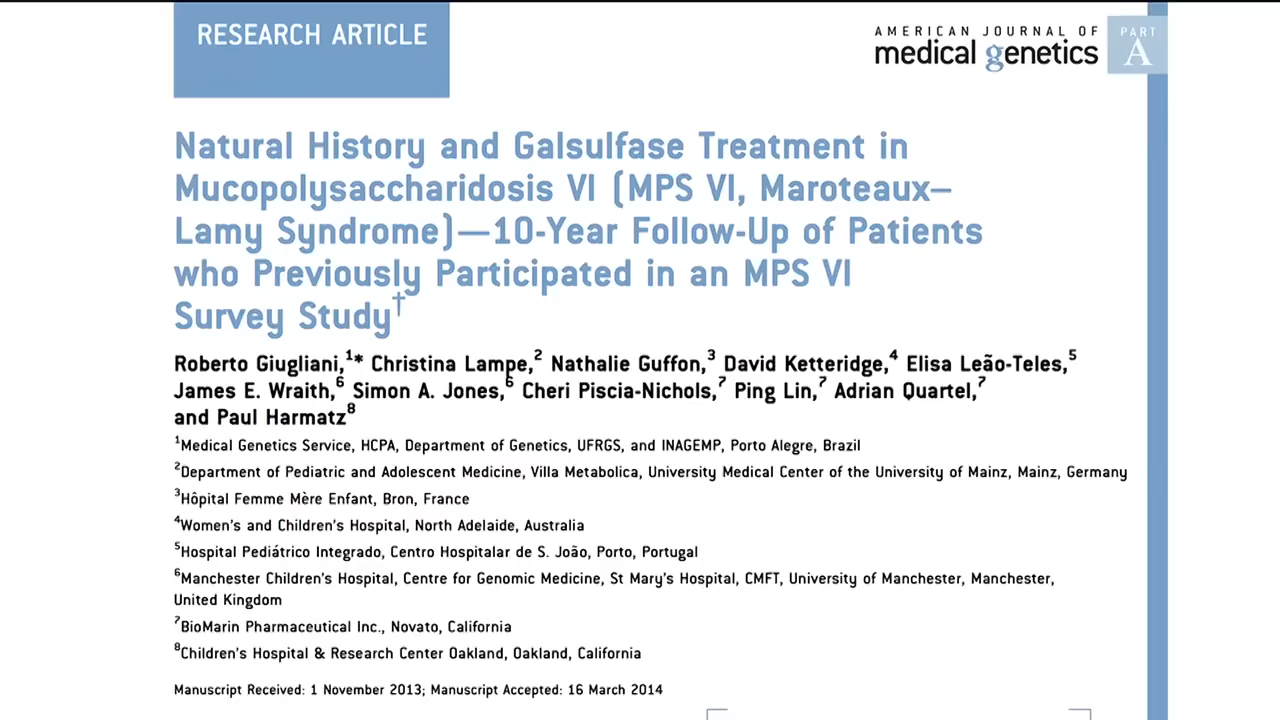 RESEARCH ARTICLE
AMERICAN JOURNAL OF
medical genetics
PART
A
Natural History and Galsulfase Treatment in
Mucopolysaccharidosis VI (MPS VI, Maroteaux–
Lamy Syndrome)—10-Year Follow-Up of Patients
who Previously Participated in an MPS VI
Survey Study†
Roberto Giugliani,1* Christina Lampe,2 Nathalie Guffon,3 David Ketteridge,4 Elisa Leão-Teles,5
James E. Wraith,6 Simon A. Jones,6 Cheri Piscia-Nichols,7 Ping Lin,7 Adrian Quartel,7
and Paul Harmatz8
1Medical Genetics Service, HCPA, Department of Genetics, UFRGS, and INAGEMP, Porto Alegre, Brazil
2Department of Pediatric and Adolescent Medicine, Villa Metabolica, University Medical Center of the University of Mainz, Mainz, Germany
3Hôpital Femme Mère Enfant, Bron, France
4Women's and Children's Hospital, North Adelaide, Australia
5Hospital Pediátrico Integrado, Centro Hospitalar de S. João, Porto, Portugal
6Manchester Children's Hospital, Centre for Genomic Medicine, St Mary's Hospital, CMFT, University of Manchester, Manchester,
United Kingdom
7BioMarin Pharmaceutical Inc., Novato, California
8Children's Hospital & Research Center Oakland, Oakland, California
Manuscript Received: 1 November 2013; Manuscript Accepted: 16 March 2014